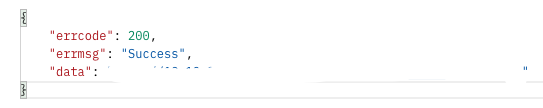 {
"errcode": 200,
"errmsg": "Success",
"data": "
}